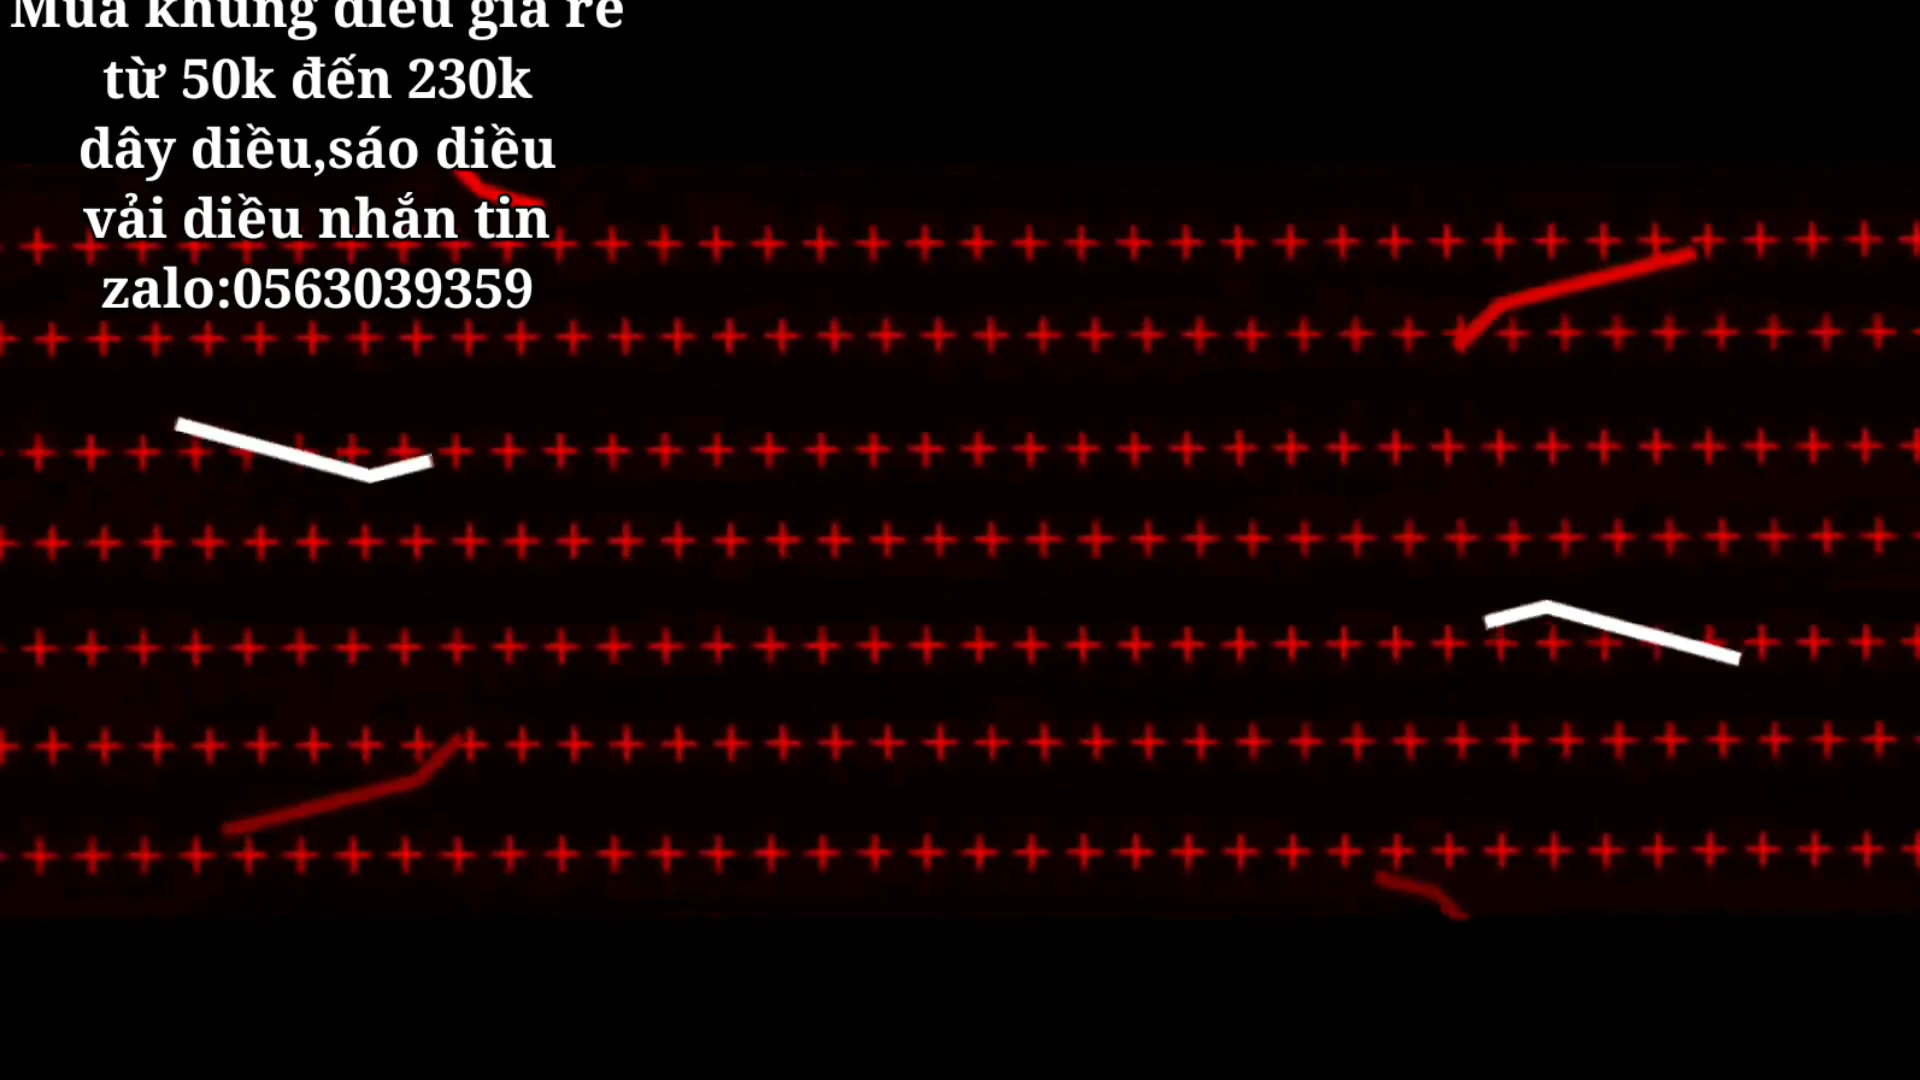 Mua khung diều giá rẻ
từ 50k đến 230k
dây diều,sáo diều
vải diều nhắn tin
zalo:0563039359